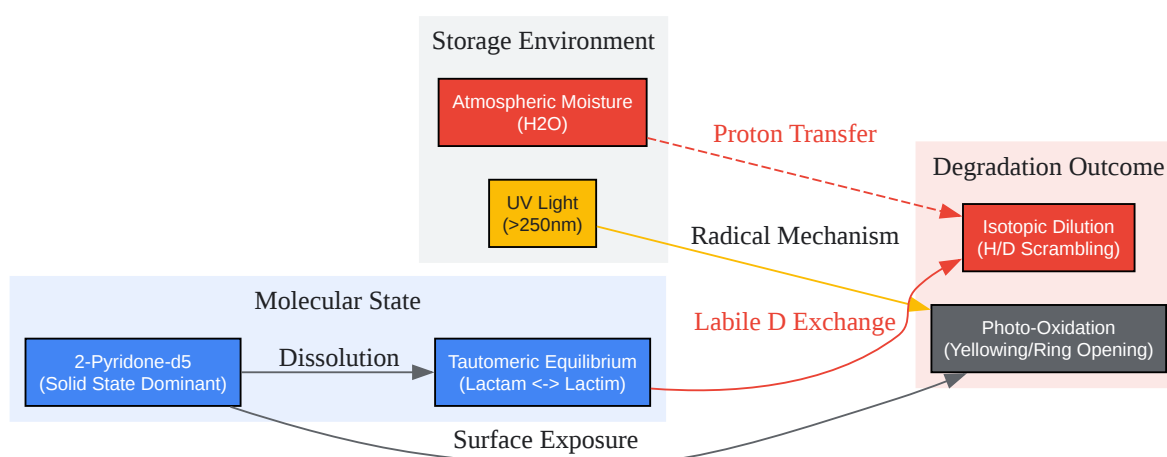 Storage Environment
Atmospheric Moisture
(H2O)
Proton Transfer
Degradation Outcome
UV Light
(>250nm)
Isotopic Dilution
(H/D Scrambling)
Radical Mechanism
Molecular State
Labile D Exchange
Photo-Oxidation
(Yellowing/Ring Opening)
2-Pyridone-d5
(Solid State Dominant)
Dissolution
Tautomeric Equilibrium
(Lactam <-> Lactim)
Surface Exposure